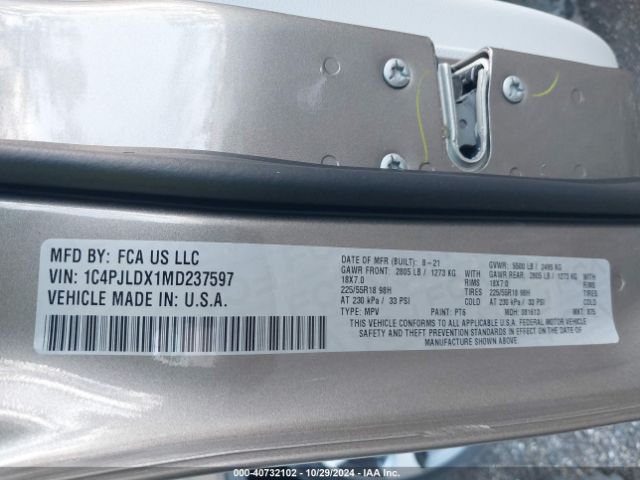 MFD BY: FCA US LLC
VIN: 1C4PJLDX1MD237597
VEHICLE MADE IN: U.S.A.
DATE OF MFR (BUILT): 8-21 GVWR: 5500 LB / 2495 KG
GAWR FRONT: 2805 LB / 1273 KG WITH GAWR REAR: 2805 LB / 1273 KG WITH
18X7.0 RIMS 18X7.0 RIMS
225/55R18 98H TIRES 225/55R18 98H TIRES
AT 230 kPa / 33 PSI COLD AT 230 kPa / 33 PSI COLD
TYPE: MPV PAINT: PT6 MDH: 081613 MKT: 875
THIS VEHICLE CONFORMS TO ALL APPLICABLE U.S.A. FEDERAL MOTOR VEHICLE
SAFETY AND THEFT PREVENTION STANDARDS IN EFFECT ON THE DATE OF
MANUFACTURE SHOWN ABOVE.
000-40732102 - 10/29/2024 - IAA Inc.